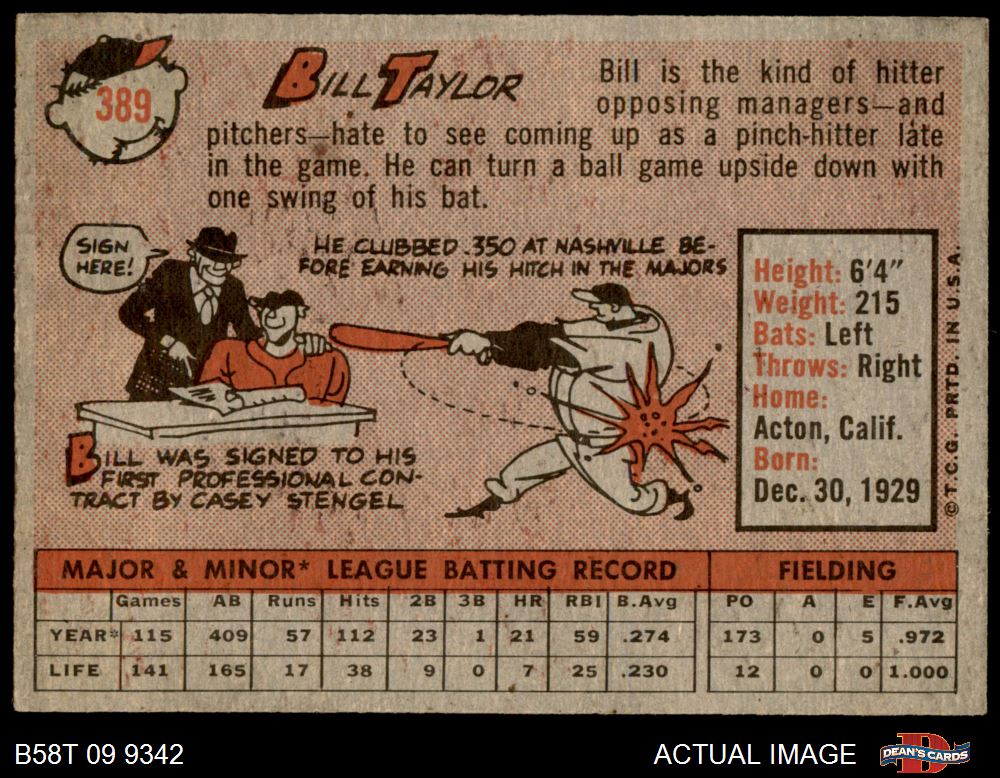 389
BILL TAYLOR
Bill is the kind of hitter
opposing managers—and
pitchers—hate to see coming up as a pinch-hitter late
in the game. He can turn a ball game upside down with
one swing of his bat.
SIGN
HERE!
HE CLUBBED .350 AT NASHVILLE BE-
FORE EARNING HIS HITCH IN THE MAJORS
BILL WAS SIGNED TO HIS
FIRST PROFESSIONAL CON-
TRACT BY CASEY STENGEL
Height: 6'4"
Weight: 215
Bats: Left
Throws: Right
Home:
Acton, Calif.
Born:
Dec. 30, 1929
© T.C.G. PRTD. IN U.S.A.
MAJOR & MINOR* LEAGUE BATTING RECORD FIELDING
Games AB Runs Hits 2B 3B HR RBI B.Avg PO A E F.Avg
YEAR* 115 409 57 112 23 1 21 59 .274 173 0 5 .972
LIFE 141 165 17 38 9 0 7 25 .230 12 0 0 1.000
B58T 09 9342
ACTUAL IMAGE
D
DEAN'S CARDS